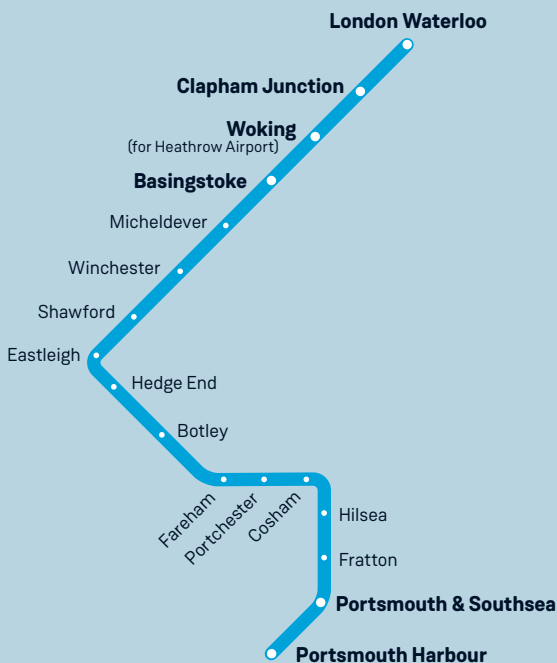 London Waterloo
Clapham Junction
Woking
(for Heathrow Airport)
Basingstoke
Micheldever
Winchester
Shawford
Eastleigh
Hedge End
Botley
Fareham
Portchester
Cosham
Hilsea
Fratton
Portsmouth & Southsea
Portsmouth Harbour